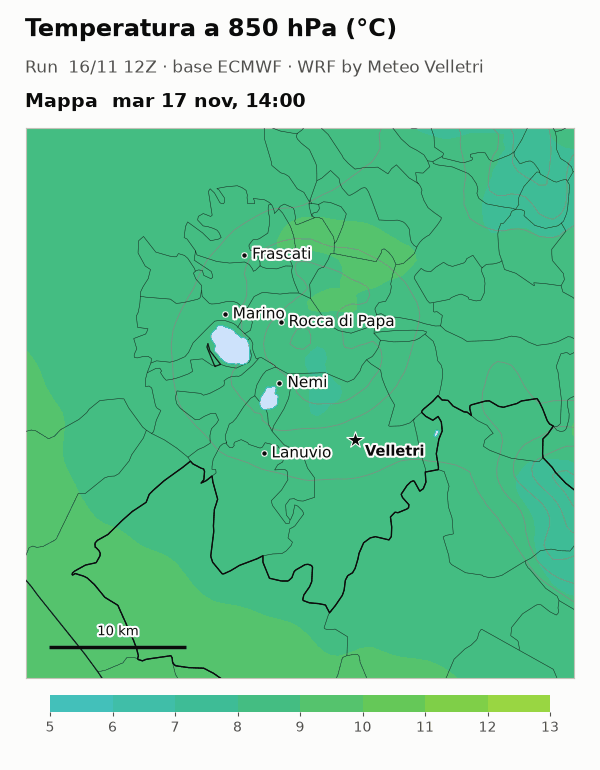 Temperatura a 850 hPa (°C)
Run 16/11 12Z · base ECMWF · WRF by Meteo Velletri
Mappa mar 17 nov, 14:00
Frascati
Marino
Rocca di Papa
Nemi
Velletri
Lanuvio
10 km
5 6 7 8 9 10 11 12 13